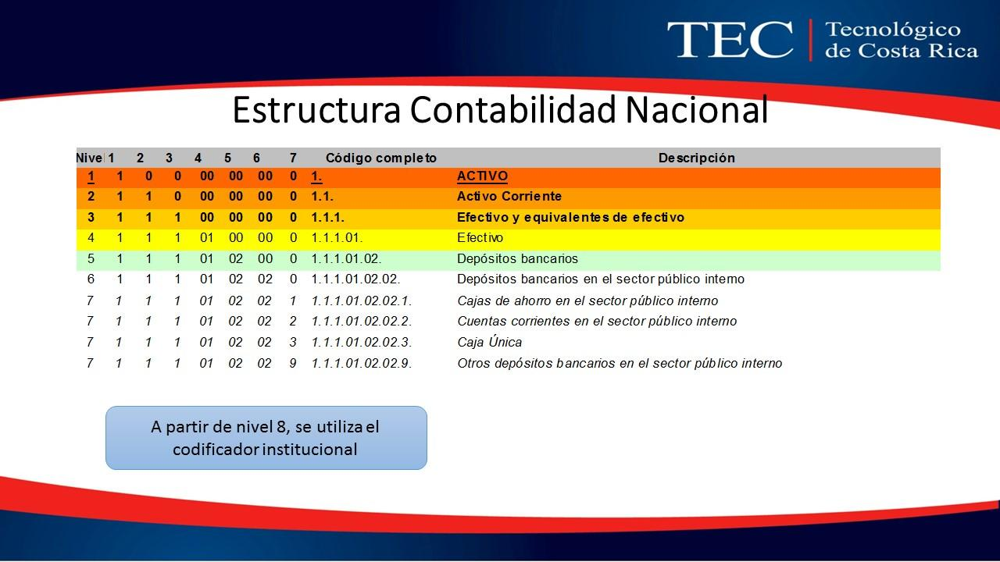 TEC Tecnológico
de Costa Rica
Estructura Contabilidad Nacional
Nivel 1 2 3 4 5 6 7 Código completo Descripción
1 1 0 0 00 00 00 0 1. ACTIVO
2 1 1 0 00 00 00 0 1.1. Activo Corriente
3 1 1 1 00 00 00 0 1.1.1. Efectivo y equivalentes de efectivo
4 1 1 1 01 00 00 0 1.1.1.01. Efectivo
5 1 1 1 01 02 00 0 1.1.1.01.02. Depósitos bancarios
6 1 1 1 01 02 02 0 1.1.1.01.02.02. Depósitos bancarios en el sector público interno
7 1 1 1 01 02 02 1 1.1.1.01.02.02.1. Cajas de ahorro en el sector público interno
7 1 1 1 01 02 02 2 1.1.1.01.02.02.2. Cuentas corrientes en el sector público interno
7 1 1 1 01 02 02 3 1.1.1.01.02.02.3. Caja Única
7 1 1 1 01 02 02 9 1.1.1.01.02.02.9. Otros depósitos bancarios en el sector público interno
A partir de nivel 8, se utiliza el
codificador institucional